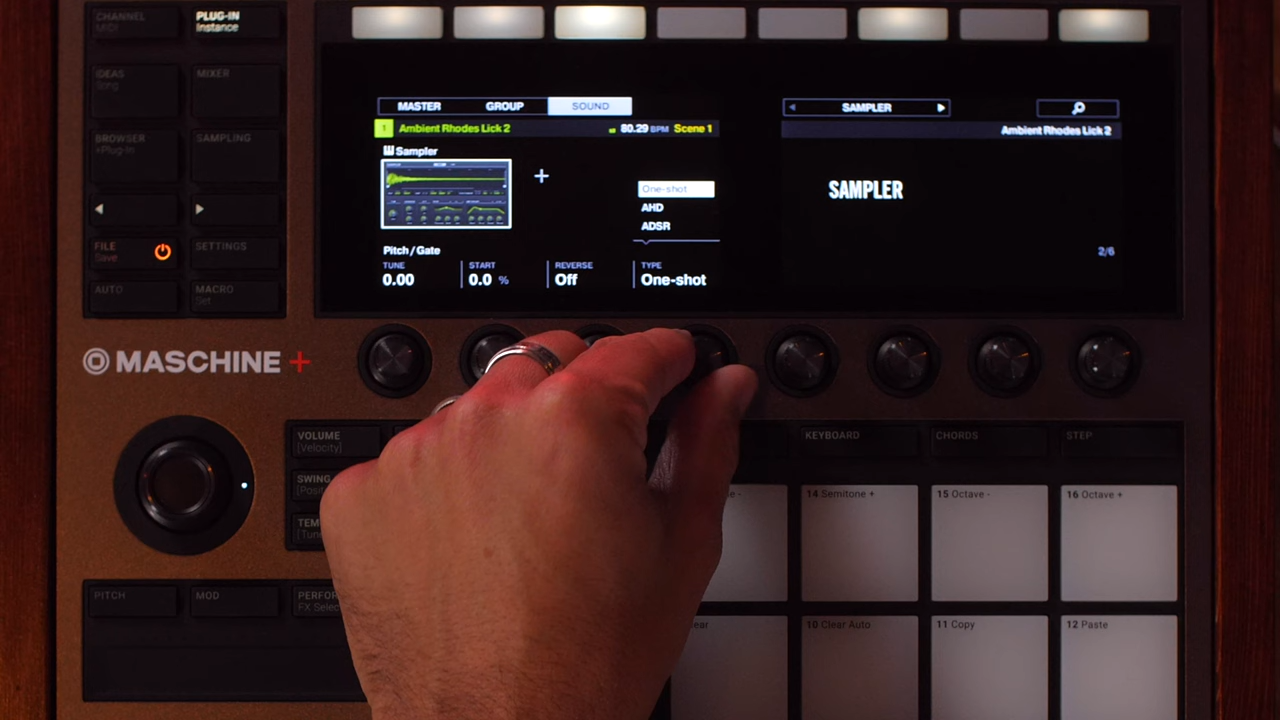 CHANNEL
MIDI
PLUG-IN
Instance
IDEAS
Song
MIXER
BROWSER
+Plug-In
SAMPLING
FILE
Save
SETTINGS
AUTO
MACRO
Set
MASTER GROUP SOUND
1 Ambient Rhodes Lick 2 80.29 BPM Scene 1
Sampler
+
One-shot
AHD
ADSR
Pitch / Gate
TUNE START REVERSE TYPE
0.00 0.0 % Off One-shot
SAMPLER
Ambient Rhodes Lick 2
SAMPLER
2/6
MASCHINE +
VOLUME
[Velocity]
SWING
KEYBOARD
CHORDS
STEP
14 Semitone +
15 Octave -
16 Octave +
PITCH
MOD
10 Clear Auto
11 Copy
12 Paste